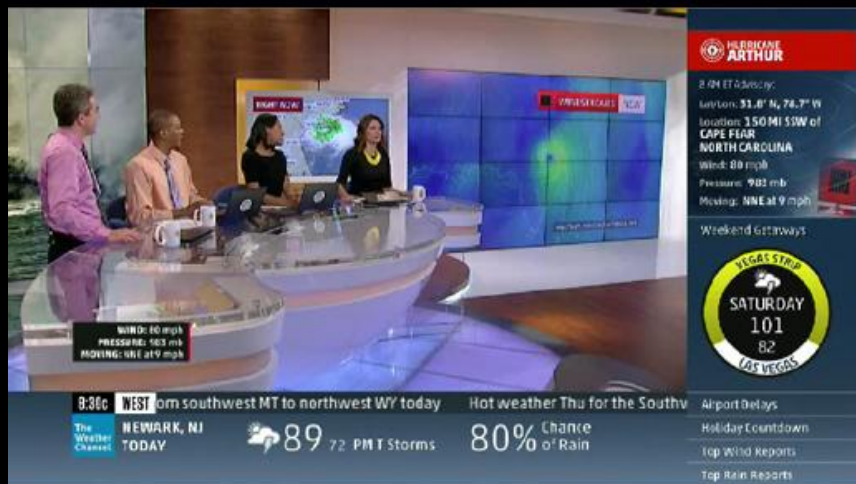 RIGHT NOW
NOW
HURRICANE
ARTHUR
8 AM ET Advisory:
Lat/Lon: 31.8° N, 78.7° W
Location: 150 MI SSW of
CAPE FEAR
NORTH CAROLINA
Wind: 80 mph
Pressure: 983 mb
Moving: NNE at 9 mph
Weekend Getaways
VEGAS STRIP
SATURDAY
101
82
LAS VEGAS
WIND: 80 mph
PRESSURE: 983 mb
MOVING: NNE at 9 mph
8:36c WEST om southwest MT to northwest WY today Hot weather Thu for the Southw
The
Weather
Channel
NEWARK, NJ
TODAY
89 72 PM T Storms
80% Chance
of Rain
Airport Delays
Holiday Countdown
Top Wind Reports
Top Rain Reports